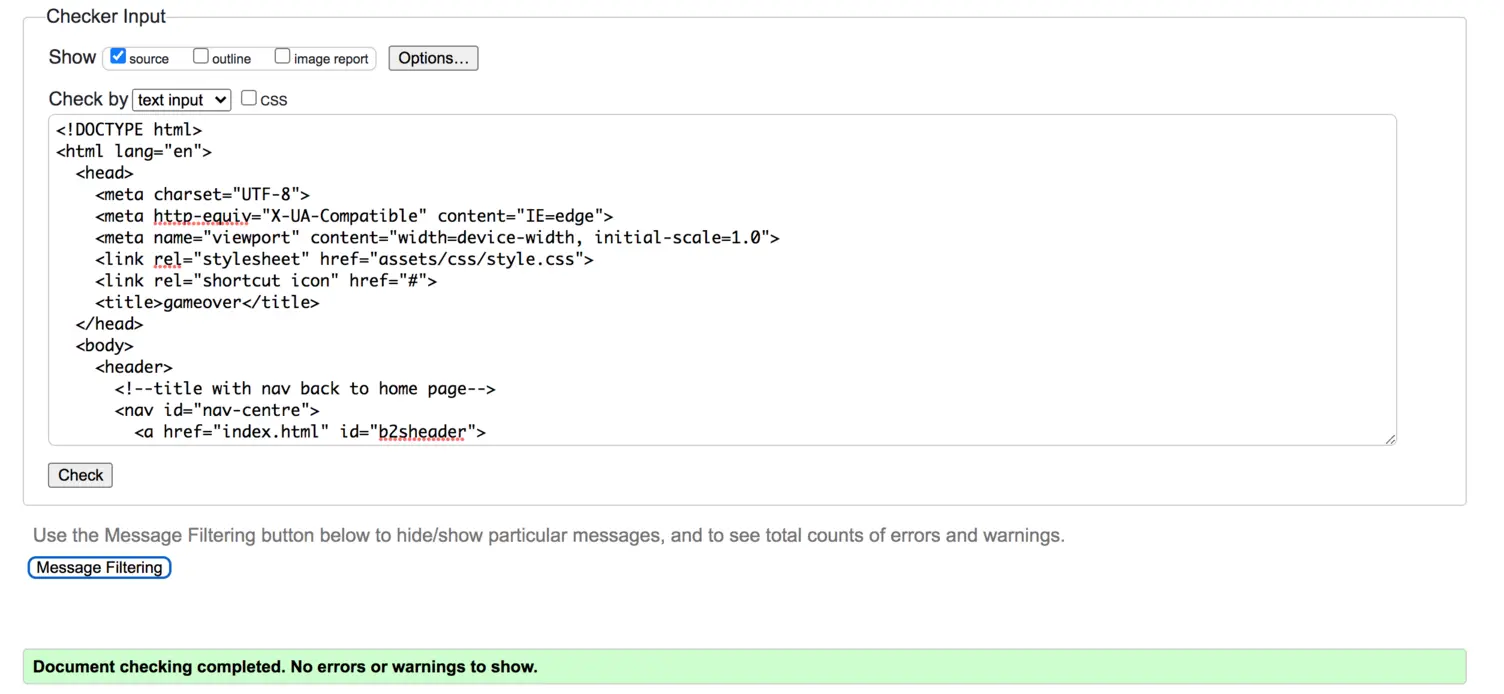 Checker Input
Show source outline image report Options...
Check by text input css
<!DOCTYPE html>
<html lang="en">
<head>
<meta charset="UTF-8">
<meta http-equiv="X-UA-Compatible" content="IE=edge">
<meta name="viewport" content="width=device-width, initial-scale=1.0">
<link rel="stylesheet" href="assets/css/style.css">
<link rel="shortcut icon" href="#">
<title>gameover</title>
</head>
<body>
<header>
<!--title with nav back to home page-->
<nav id="nav-centre">
<a href="index.html" id="b2sheader">
Check
Use the Message Filtering button below to hide/show particular messages, and to see total counts of errors and warnings.
Message Filtering
Document checking completed. No errors or warnings to show.